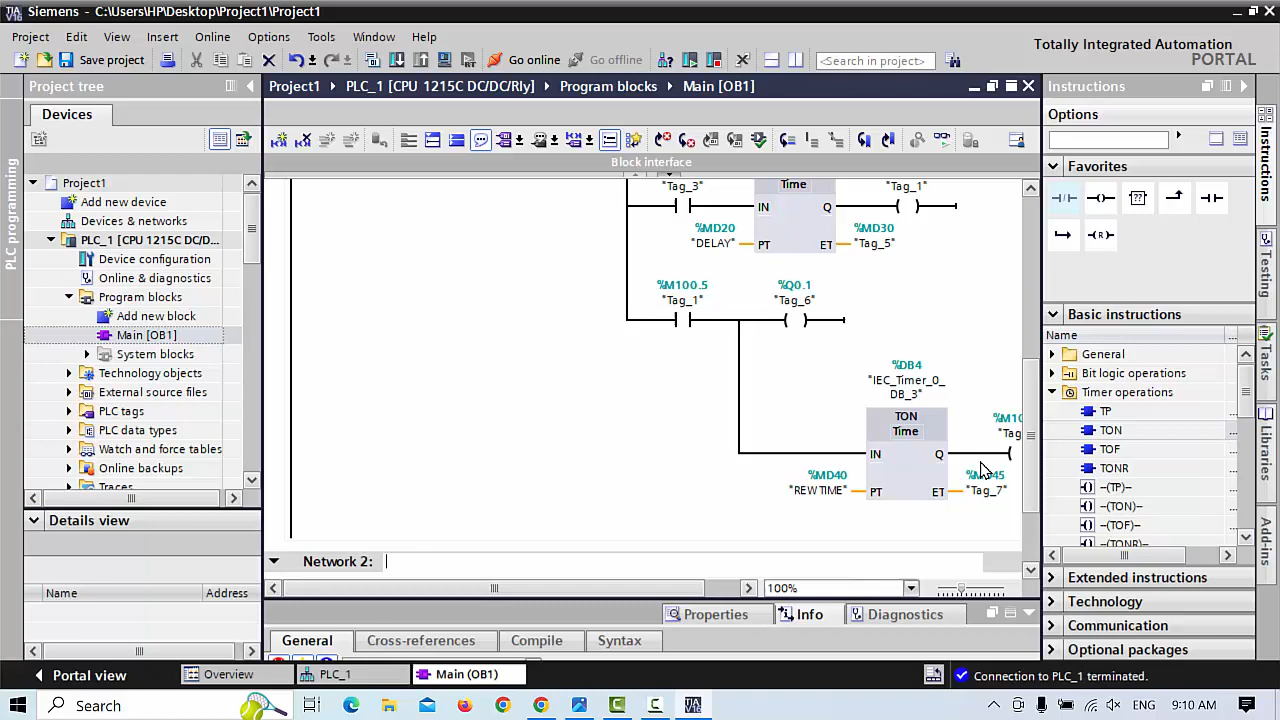 Siemens - C:\Users\HP\Desktop\Project1\Project1
Project Edit View Insert Online Options Tools Window Help
Totally Integrated Automation
PORTAL
Save project
Go online
Go offline
<Search in project>
Project tree
Project1 PLC_1 [CPU 1215C DC/DC/Rly] Program blocks Main [OB1]
Instructions
Devices
Options
Block interface
Favorites
PLC programming
Project1
Add new device
Devices & networks
PLC_1 [CPU 1215C DC/D...
Device configuration
Online & diagnostics
Program blocks
Add new block
Main [OB1]
System blocks
Technology objects
External source files
PLC tags
PLC data types
Watch and force tables
Online backups
Traces
Details view
Name Address
"Tag_3"
Time
"Tag_1"
IN Q
%MD20
"DELAY"
PT ET
%MD30
"Tag_5"
%M100.5
"Tag_1"
%Q0.1
"Tag_6"
%DB4
"IEC_Timer_0_
DB_3"
TON
Time
%M10
"Tag
IN Q
%MD40
"REWTIME"
PT ET
"Tag_7"
Network 2:
100%
Properties Info Diagnostics
General Cross-references Compile Syntax
Basic instructions
Name
General
Bit logic operations
Timer operations
TP
TON
TOF
TONR
–(TP)–
–(TON)–
–(TOF)–
–(TONR)–
Extended instructions
Technology
Communication
Optional packages
Instructions
Testing
Tasks
Libraries
Add-ins
Portal view
Overview
PLC_1
Main (OB1)
Connection to PLC_1 terminated.
Search
ENG 9:10 AM